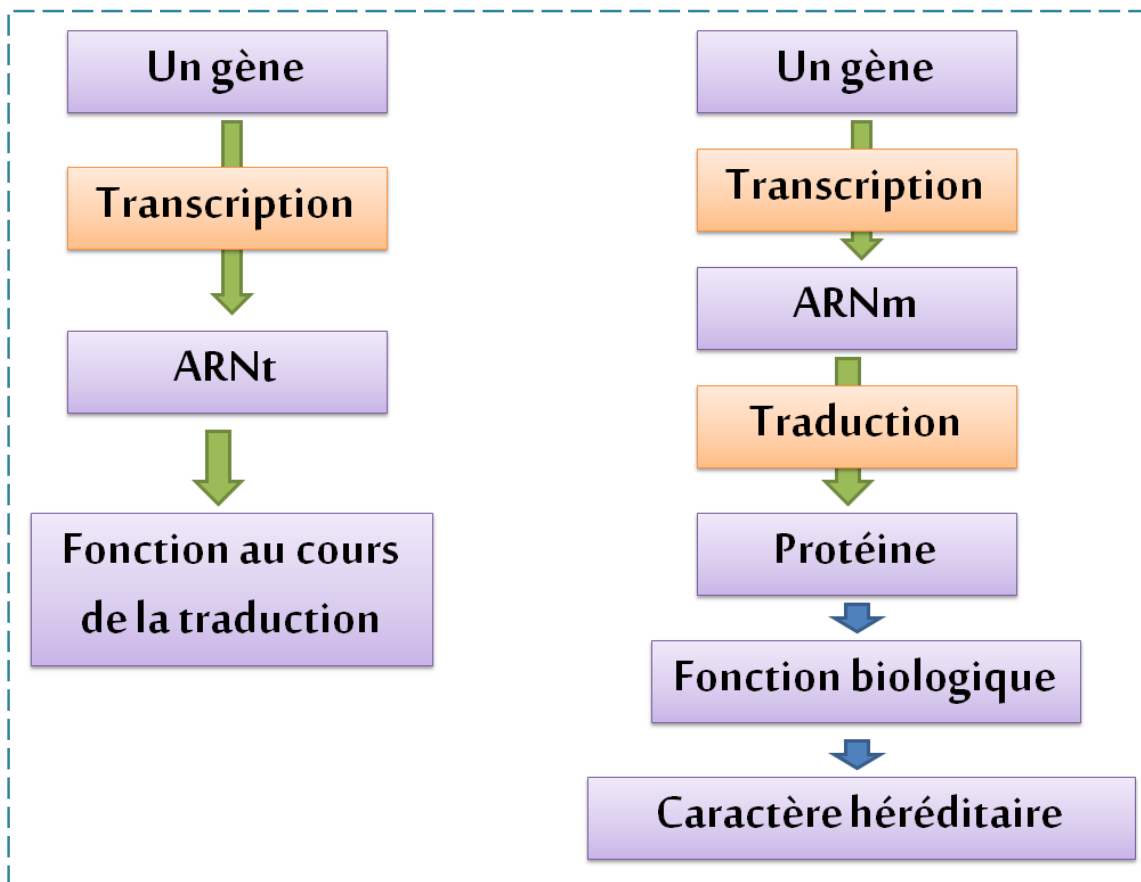 Un gène
Transcription
ARNt
Fonction au cours
de la traduction
Un gène
Transcription
ARNm
Traduction
Protéine
Fonction biologique
Caractère héréditaire